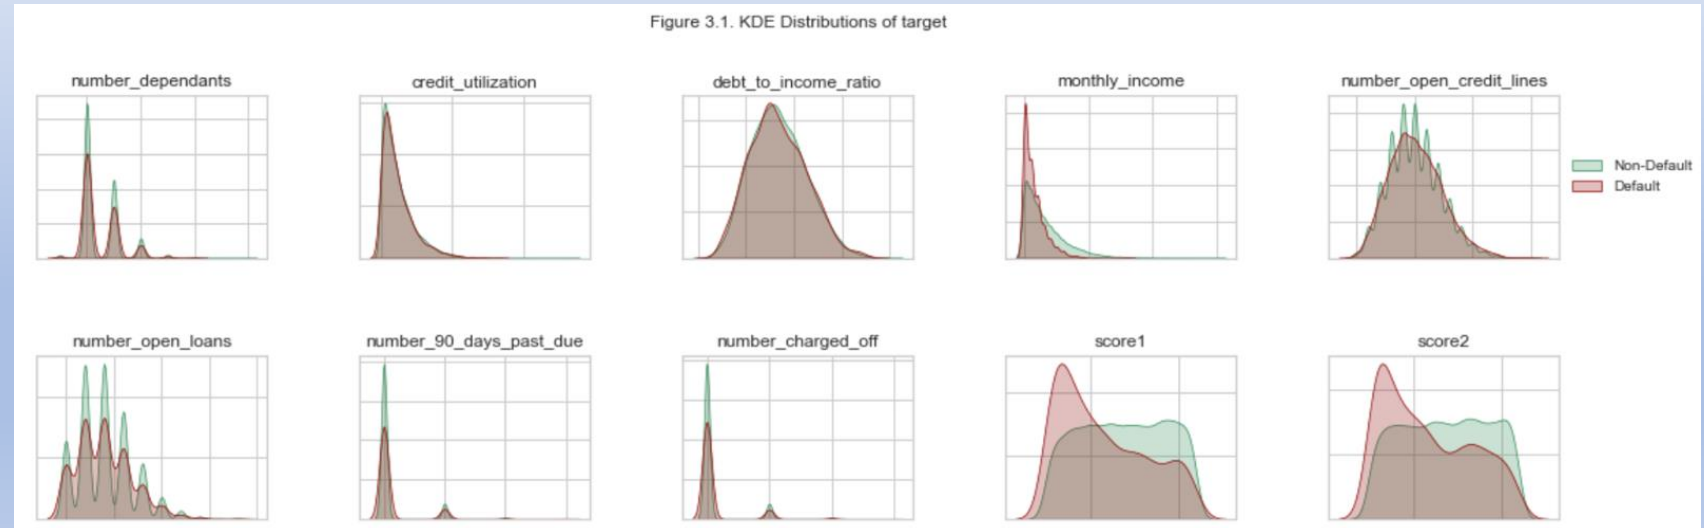 Figure 3.1. KDE Distributions of target
number_dependants
credit_utilization
debt_to_income_ratio
monthly_income
number_open_credit_lines
Non-Default
Default
number_open_loans
number_90_days_past_due
number_charged_off
score1
score2